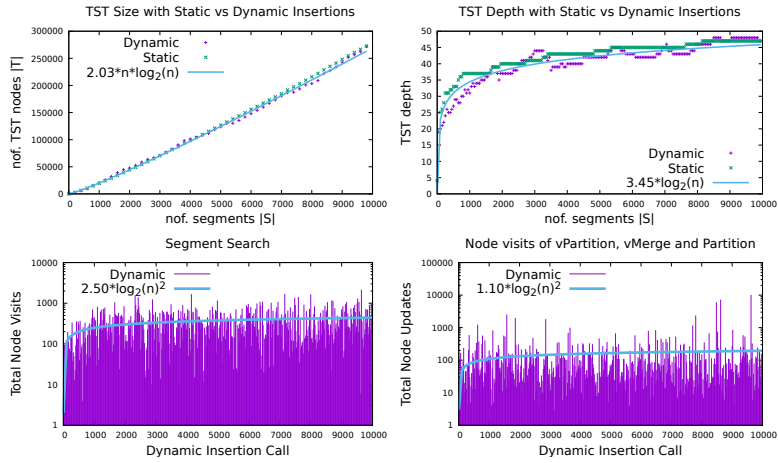 TST Size with Static vs Dynamic Insertions
300000
250000
200000
150000
100000
50000
0
nof. TST nodes |T|
Dynamic
Static
2.03*n*log2(n)
0 1000 2000 3000 4000 5000 6000 7000 8000 9000 10000
nof. segments |S|
TST Depth with Static vs Dynamic Insertions
50
45
40
35
30
25
20
15
10
5
0
TST depth
Dynamic
Static
3.45*log2(n)
0 1000 2000 3000 4000 5000 6000 7000 8000 9000 10000
nof. segments |S|
Segment Search
10000
1000
100
10
1
Total Node Visits
Dynamic
2.50*log2(n)2
0 1000 2000 3000 4000 5000 6000 7000 8000 9000 10000
Dynamic Insertion Call
Node visits of vPartition, vMerge and Partition
100000
10000
1000
100
10
1
Total Node Updates
Dynamic
1.10*log2(n)2
0 1000 2000 3000 4000 5000 6000 7000 8000 9000 10000
Dynamic Insertion Call